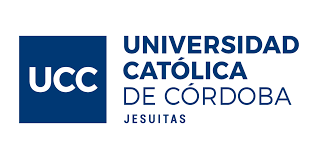 UCC
UNIVERSIDAD
CATÓLICA
DE CÓRDOBA
JESUITAS